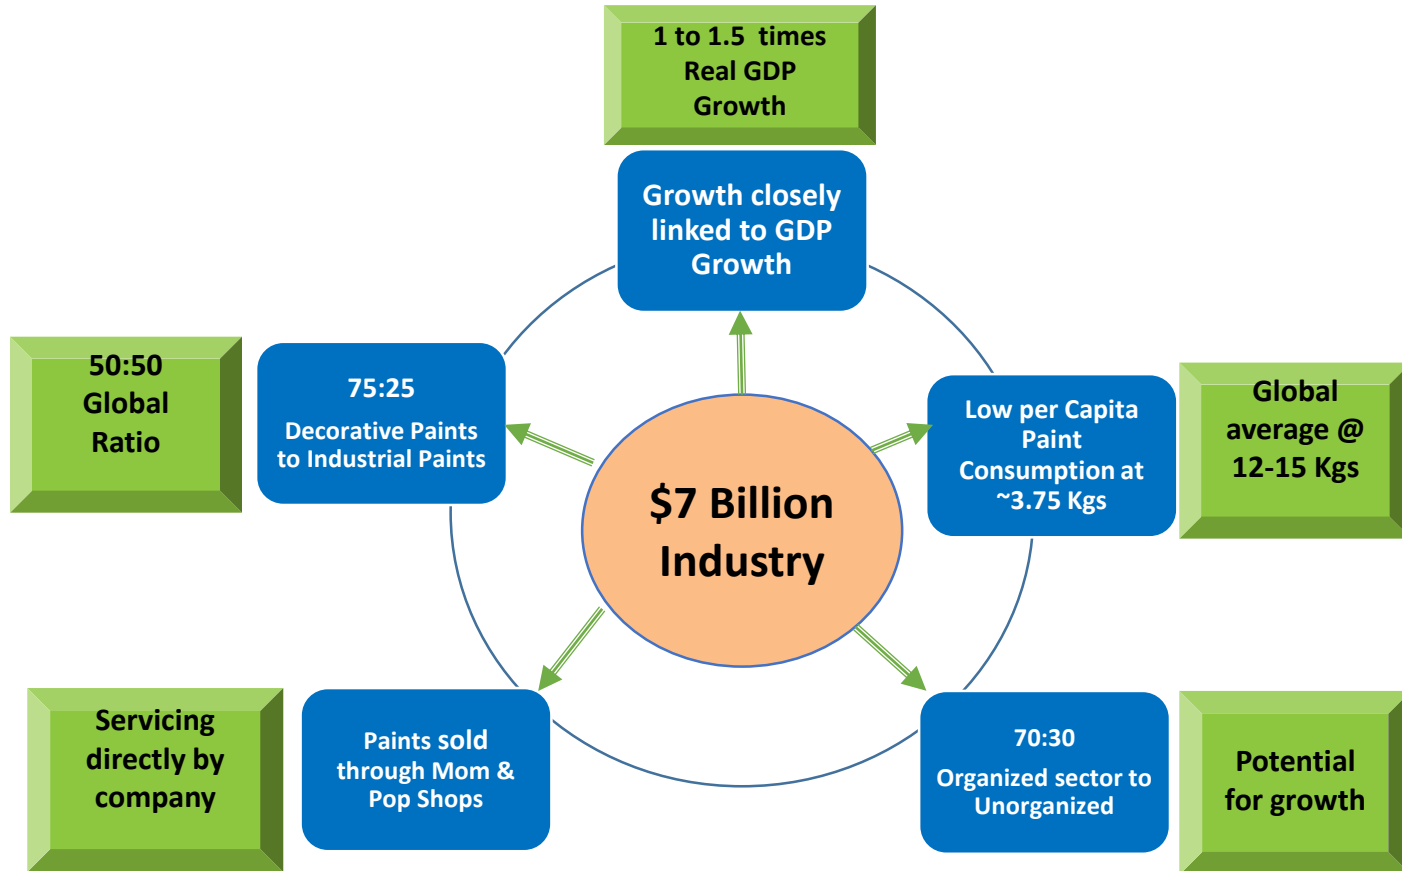 1 to 1.5 times
Real GDP
Growth
Growth closely
linked to GDP
Growth
50:50
Global
Ratio
75:25
Decorative Paints
to Industrial Paints
$7 Billion
Industry
Low per Capita
Paint
Consumption at
~3.75 Kgs
Global
average @
12-15 Kgs
Servicing
directly by
company
Paints sold
through Mom &
Pop Shops
70:30
Organized sector to
Unorganized
Potential
for growth